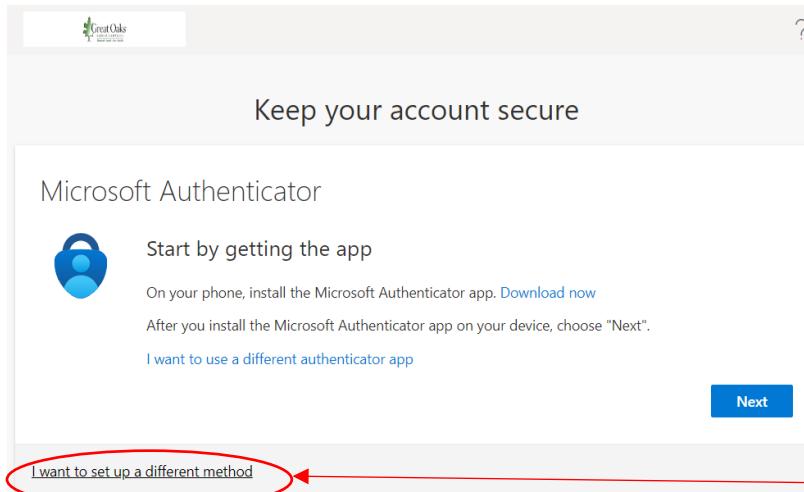 Great Oaks
?
Keep your account secure
Microsoft Authenticator
Start by getting the app
On your phone, install the Microsoft Authenticator app. Download now
After you install the Microsoft Authenticator app on your device, choose "Next".
I want to use a different authenticator app
Next
I want to set up a different method